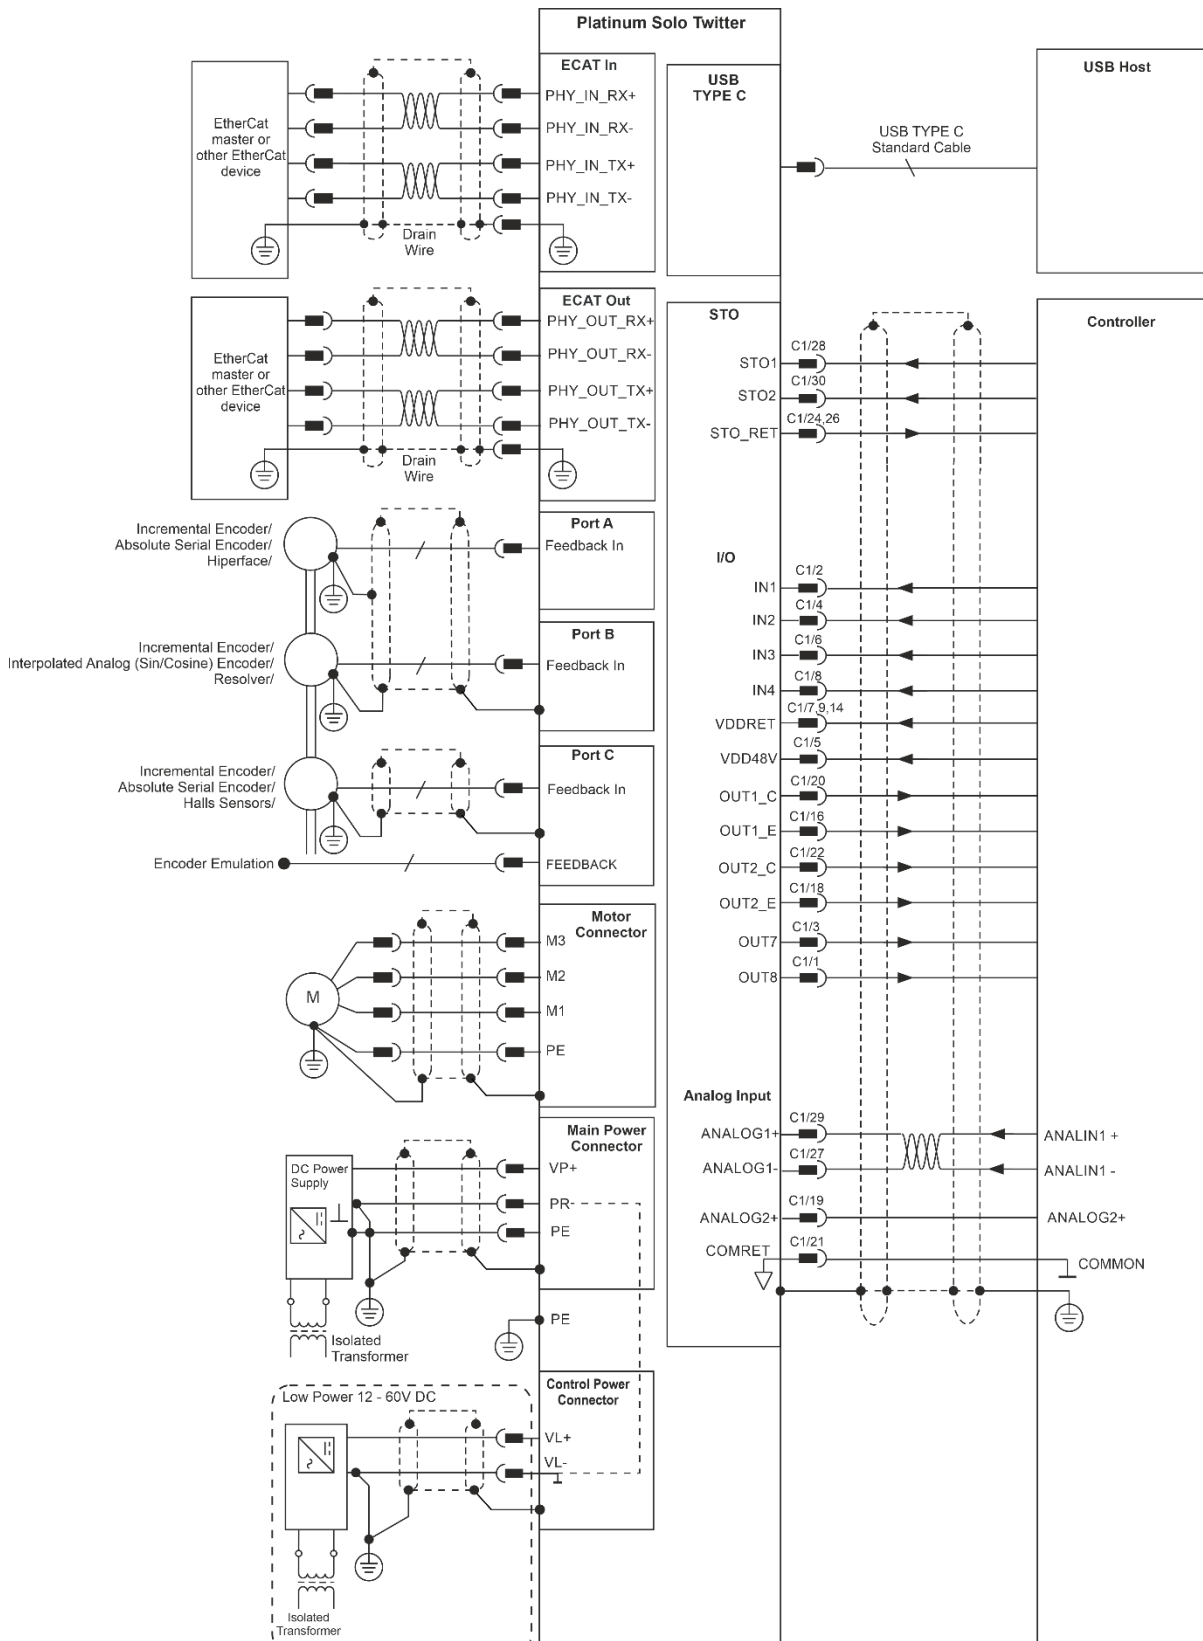 Platinum Solo Twitter
ECAT In
PHY_IN_RX+
PHY_IN_RX-
PHY_IN_TX+
PHY_IN_TX-
EtherCat
master or
other EtherCat
device
Drain
Wire
USB
TYPE C
USB TYPE C
Standard Cable
USB Host
ECAT Out
PHY_OUT_RX+
PHY_OUT_RX-
PHY_OUT_TX+
PHY_OUT_TX-
EtherCat
master or
other EtherCat
device
Drain
Wire
Incremental Encoder/
Absolute Serial Encoder/
Hiperface/
Port A
Feedback In
Incremental Encoder/
Interpolated Analog (Sin/Cosine) Encoder/
Resolver/
Port B
Feedback In
Incremental Encoder/
Absolute Serial Encoder/
Halls Sensors/
Port C
Feedback In
Encoder Emulation
FEEDBACK
Motor
Connector
M3
M2
M1
PE
M
Main Power
Connector
VP+
PR-
PE
DC Power
Supply
Isolated
Transformer
PE
Low Power 12 - 60V DC
Control Power
Connector
VL+
VL-
Isolated
Transformer
STO
Controller
STO1
C1/28
STO2
C1/30
STO_RET
C1/24,26
I/O
IN1
C1/2
IN2
C1/4
IN3
C1/6
IN4
C1/8
VDDRET
C1/7,9,14
VDD48V
C1/5
OUT1_C
C1/20
OUT1_E
C1/16
OUT2_C
C1/22
OUT2_E
C1/18
OUT7
C1/3
OUT8
C1/1
Analog Input
ANALOG1+
C1/29
ANALIN1 +
ANALOG1-
C1/27
ANALIN1 -
ANALOG2+
C1/19
ANALOG2+
COMRET
C1/21
COMMON